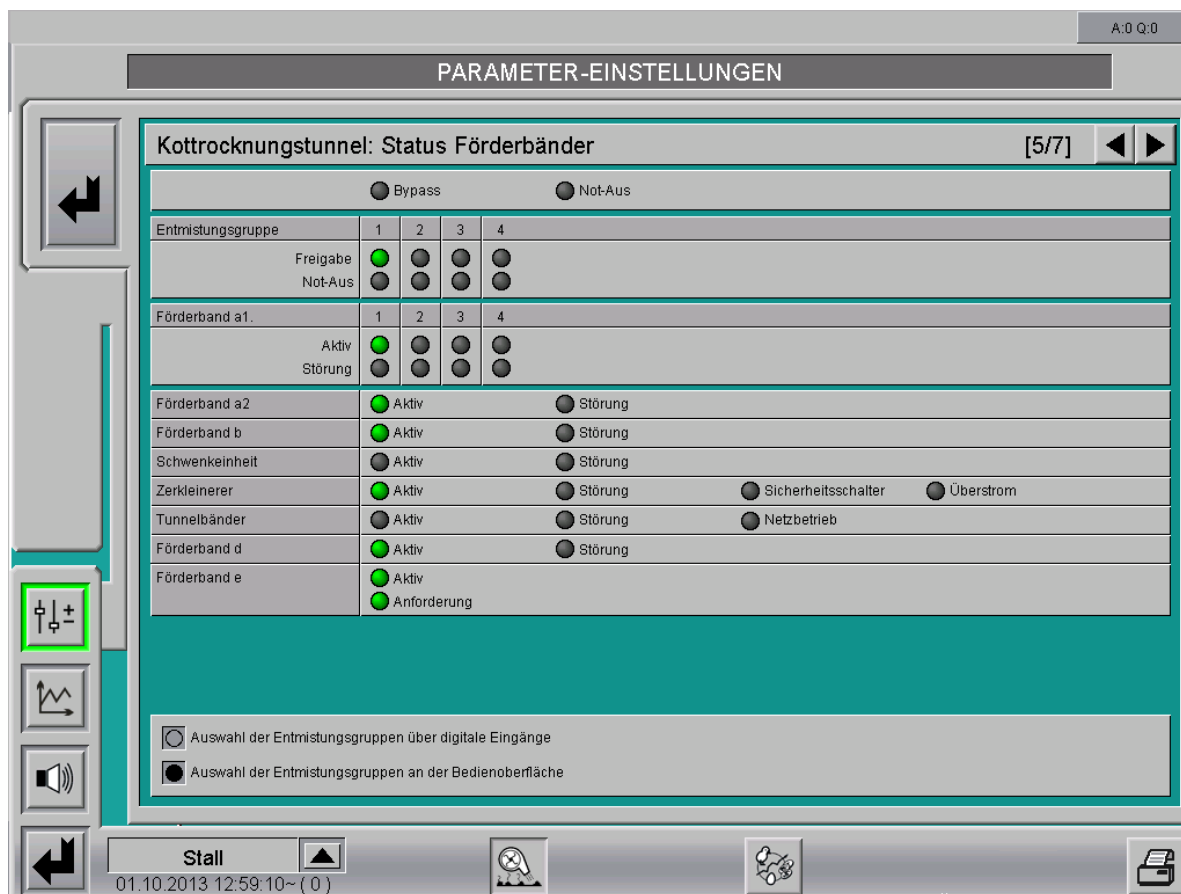 A:0 Q:0
PARAMETER-EINSTELLUNGEN
Kottrocknungstunnel: Status Förderbänder [5/7]
Bypass Not-Aus
Entmistungsgruppe 1 2 3 4
Freigabe
Not-Aus
Förderband a1. 1 2 3 4
Aktiv
Störung
Förderband a2 Aktiv Störung
Förderband b Aktiv Störung
Schwenkeinheit Aktiv Störung
Zerkleinerer Aktiv Störung Sicherheitsschalter Überstrom
Tunnelbänder Aktiv Störung Netzbetrieb
Förderband d Aktiv Störung
Förderband e Aktiv
Anforderung
Auswahl der Entmistungsgruppen über digitale Eingänge
Auswahl der Entmistungsgruppen an der Bedienoberfläche
Stall
01.10.2013 12:59:10~ ( 0 )